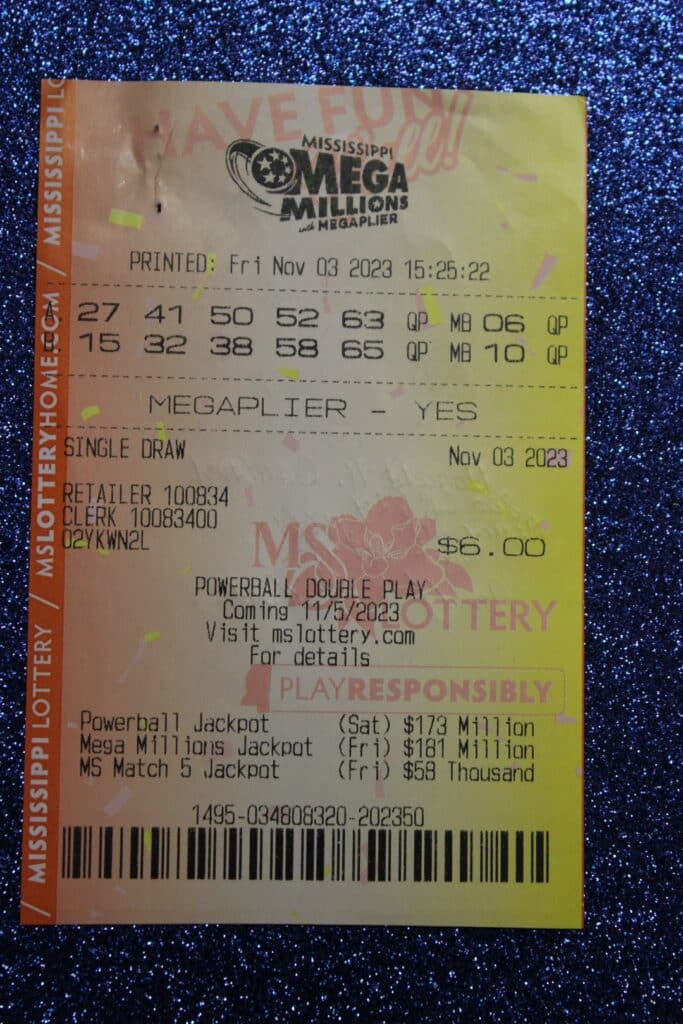 HAVE FUN
MISSISSIPPI
MEGA
MILLIONS
with MEGAPLIER
PRINTED: Fri Nov 03 2023 15:25:22
A. 27 41 50 52 63 QP MB 06 QP
B. 15 32 38 58 65 QP MB 10 QP
MEGAPLIER - YES
SINGLE DRAW Nov 03 2023
RETAILER 100834
CLERK 10083400
02YKWN2L
$6.00
MS
LOTTERY
POWERBALL DOUBLE PLAY
Coming 11/5/2023
Visit mslottery.com
For details
PLAYRESPONSIBLY
Powerball Jackpot (Sat) $173 Million
Mega Millions Jackpot (Fri) $181 Million
MS Match 5 Jackpot (Fri) $59 Thousand
1495-034808320-202350
/ MISSISSIPPI LOTTERY / MSLOTTERYHOME.COM / MISSISSIPPI LO